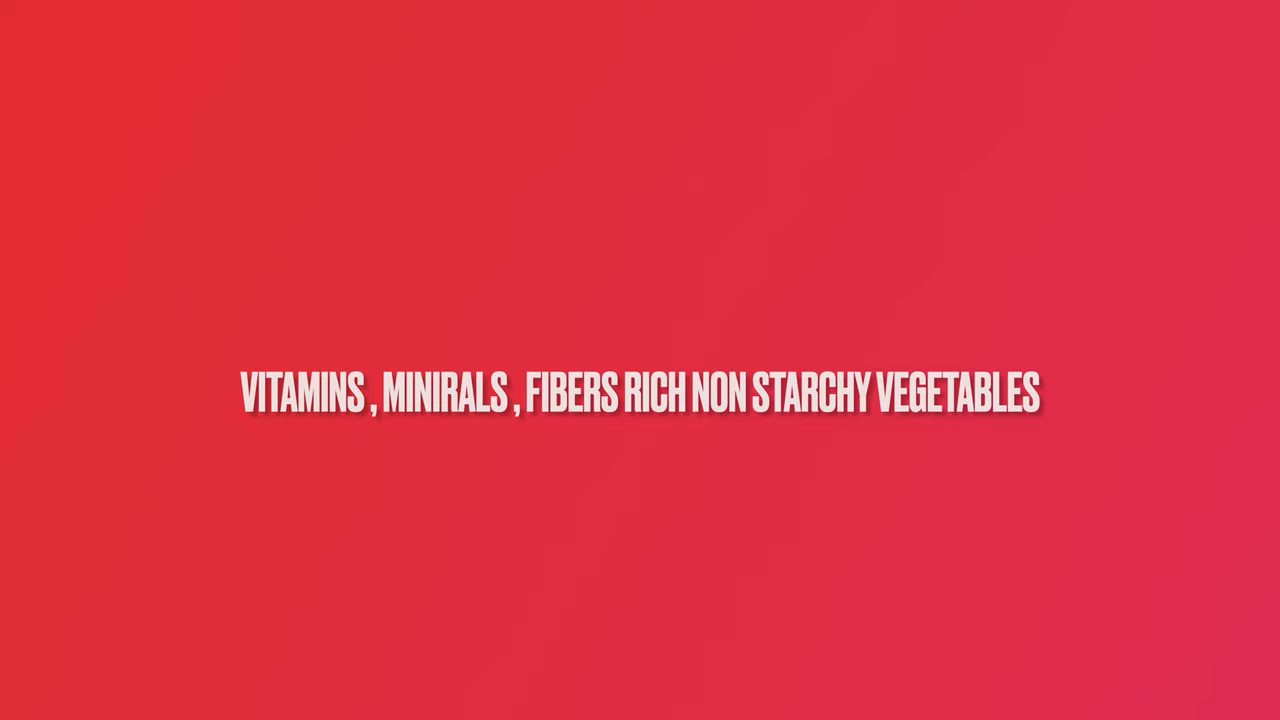 VITAMINS , MINIRALS , FIBERS RICH NON STARCHY VEGETABLES